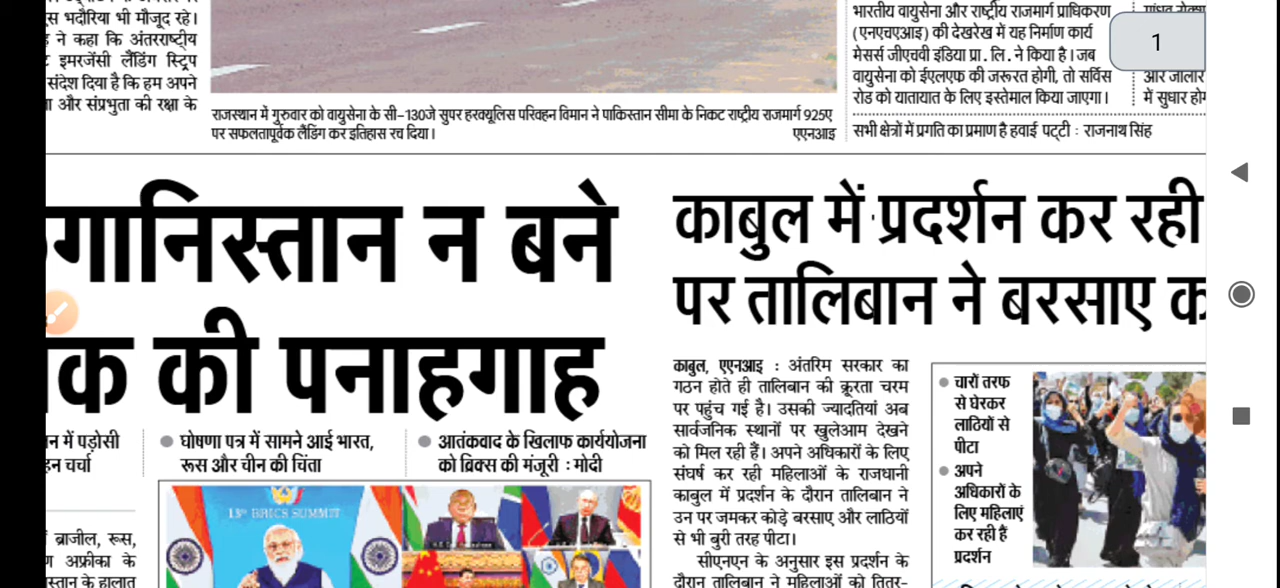 स भदौरिया भी मौजूद रहे।
ने कहा कि अंतरराष्ट्रीय
इमरजेंसी लैंडिंग स्ट्रिप
संदेश दिया है कि हम अपने
और संप्रभुता की रक्षा के
राजस्थान में गुरुवार को वायुसेना के सी-130जे सुपर हरक्यूलिस परिवहन विमान ने पाकिस्तान सीमा के निकट राष्ट्रीय राजमार्ग 925ए
पर सफलतापूर्वक लैंडिंग कर इतिहास रच दिया।
एएनआइ
भारतीय वायुसेना और राष्ट्रीय राजमार्ग प्राधिकरण
(एनएचएआइ) की देखरेख में यह निर्माण कार्य
मेसर्स जीएचवी इंडिया प्रा. लि. ने किया है। जब
वायुसेना को ईएलएफ की जरूरत होगी, तो सर्विस
रोड को यातायात के लिए इस्तेमाल किया जाएगा।
सभी क्षेत्रों में प्रगति का प्रमाण है हवाई पट्टी : राजनाथ सिंह
1
और जालोर
में सुधार
गानिस्तान न बने
क की पनाहगाह
न में पड़ोसी
हन चर्चा
घोषणा पत्र में सामने आई भारत,
रूस और चीन की चिंता
आतंकवाद के खिलाफ कार्ययोजना
को ब्रिक्स की मंजूरी : मोदी
ब्राजील, रूस,
अफ्रीका के
स्तान के हालात
13th BRICS SUMMIT
काबुल में प्रदर्शन कर रही
पर तालिबान ने बरसाए क
काबुल, एएनआइ : अंतरिम सरकार का
गठन होते ही तालिबान की क्रूरता चरम
पर पहुंच गई है। उसकी ज्यादतियां अब
सार्वजनिक स्थानों पर खुलेआम देखने
को मिल रही हैं। अपने अधिकारों के लिए
संघर्ष कर रही महिलाओं के राजधानी
काबुल में प्रदर्शन के दौरान तालिबान ने
उन पर जमकर कोड़े बरसाए और लाठियों
से भी बुरी तरह पीटा।
सीएनएन के अनुसार इस प्रदर्शन के
दौरान तालिबान ने महिलाओं को तितर-
चारों तरफ
से घेरकर
लाठियों से
पीटा
अपने
अधिकारों के
लिए महिलाएं
कर रही हैं
प्रदर्शन